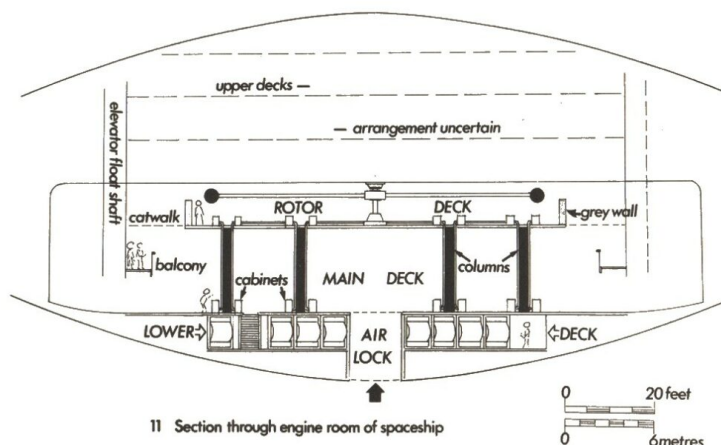 upper decks —
— arrangement uncertain
elevator float shaft
ROTOR DECK
catwalk
grey wall
balcony
cabinets
MAIN DECK
columns
LOWER
AIR
LOCK
DECK
0 20 feet
0 6 metres
11 Section through engine room of spaceship